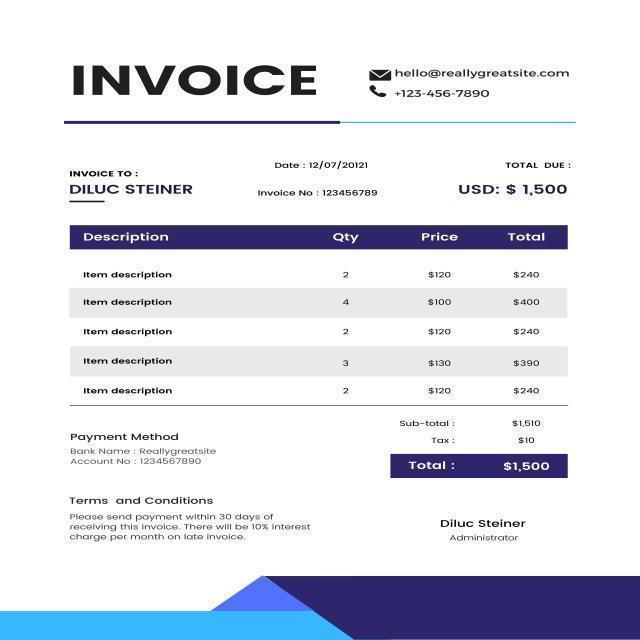 INVOICE
hello@reallygreatsite.com
+123-456-7890
Date : 12/07/20121
TOTAL DUE :
INVOICE TO :
DILUC STEINER
Invoice No : 123456789
USD: $ 1,500
Description Qty Price Total
Item description 2 $120 $240
Item description 4 $100 $400
Item description 2 $120 $240
Item description 3 $130 $390
Item description 2 $120 $240
Sub-total : $1,510
Tax : $10
Total : $1,500
Payment Method
Bank Name : Reallygreatsite
Account No : 1234567890
Terms and Conditions
Please send payment within 30 days of
receiving this invoice. There will be 10% interest
charge per month on late invoice.
Diluc Steiner
Administrator